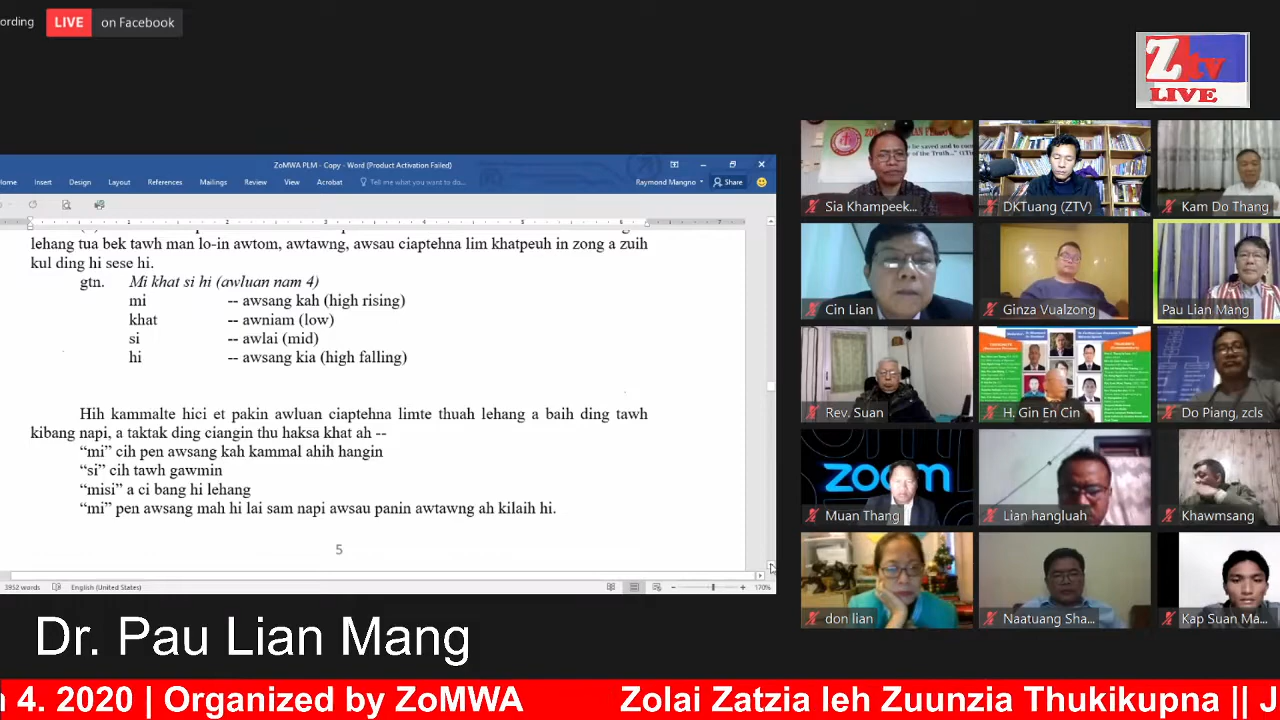 ording
LIVE on Facebook
Ztv
LIVE
ZoMWA PLM - Copy - Word (Product Activation Failed)
Home Insert Design Layout References Mailings Review View Acrobat Tell me what you want to do... Raymond Mangno Share
lehang tua bek tawh man lo-in awtom, awtawng, awsau ciaptehna lim khatpeuh in zong a zuih
kul ding hi sese hi.
gtn. Mi khat si hi (awluan nam 4)
mi -- awsang kah (high rising)
khat -- awniam (low)
si -- awlai (mid)
hi -- awsang kia (high falling)
Hih kammalte hici et pakin awluan ciaptehna limte thuah lehang a baih ding tawh
kibang napi, a taktak ding ciangin thu haksa khat ah --
“mi” cih pen awsang kah kammal ahih hangin
“si” cih tawh gawmin
“misi” a ci bang hi lehang
“mi” pen awsang mah hi lai sam napi awsau panin awtawng ah kilaih hi.
5
3952 words English (United States) 170%
Sia Khampeek...
DKTuang (ZTV)
Kam Do Thang
Cin Lian
Ginza Vualzong
Pau Lian Mang
Rev. Suan
H. Gin En Cin
Do Piang, zcls
zoom
Muan Thang
Lian hangluah
Khawmsang
don lian
Naatuang Sha...
Kap Suan Ma...
Dr. Pau Lian Mang
4. 2020 | Organized by ZoMWA Zolai Zatzia leh Zuunzia Thukikupna || J